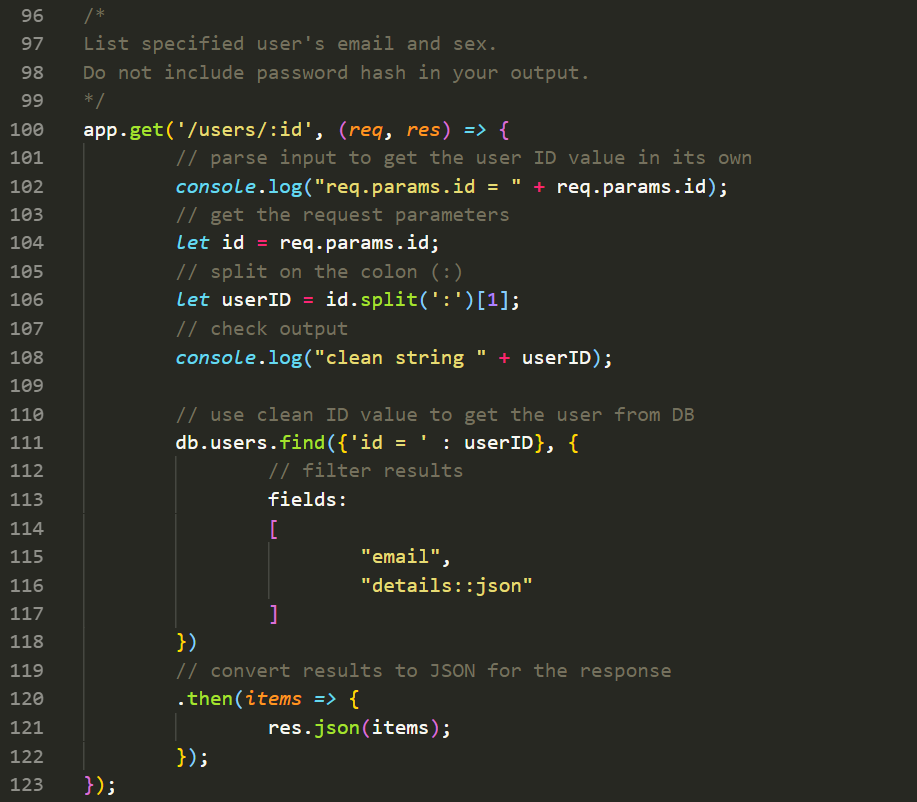 96 /*
97 List specified user's email and sex.
98 Do not include password hash in your output.
99 */
100 app.get('/users/:id', (req, res) => {
101 // parse input to get the user ID value in its own
102 console.log("req.params.id = " + req.params.id);
103 // get the request parameters
104 let id = req.params.id;
105 // split on the colon (:)
106 let userID = id.split(':')[1];
107 // check output
108 console.log("clean string " + userID);
109
110 // use clean ID value to get the user from DB
111 db.users.find({'id = ' : userID}, {
112 // filter results
113 fields:
114 [
115 "email",
116 "details::json"
117 ]
118 })
119 // convert results to JSON for the response
120 .then(items => {
121 res.json(items);
122 });
123 });